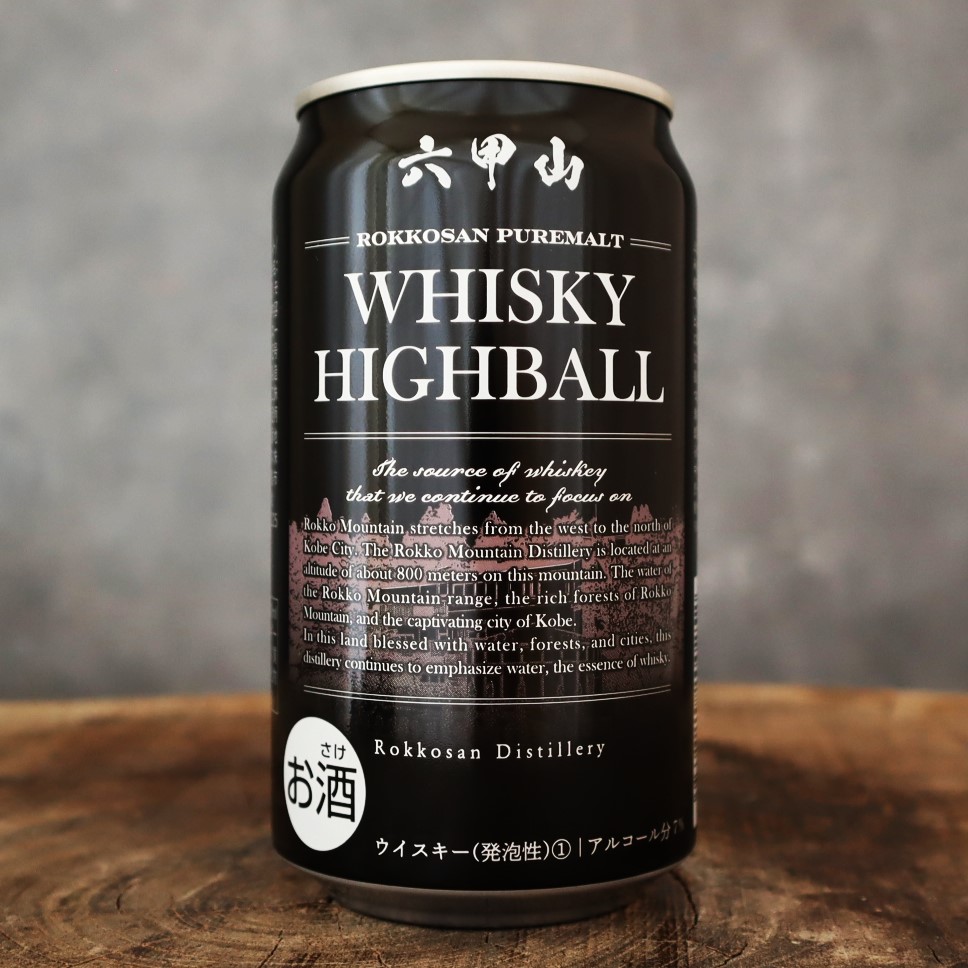 六甲山
ROKKOSAN PUREMALT
WHISKY
HIGHBALL
The source of whiskey
that we continue to focus on
Rokko Mountain stretches from the west to the north of
Kobe City. The Rokko Mountain Distillery is located at an
altitude of about 800 meters on this mountain. The water of
the Rokko Mountain range, the rich forests of Rokko
Mountain, and the captivating city of Kobe.
In this land blessed with water, forests, and cities, this
distillery continues to emphasize water, the essence of whisky.
Rokkosan Distillery
さけ
お酒
ウイスキー(発泡性)①|アルコール分7%